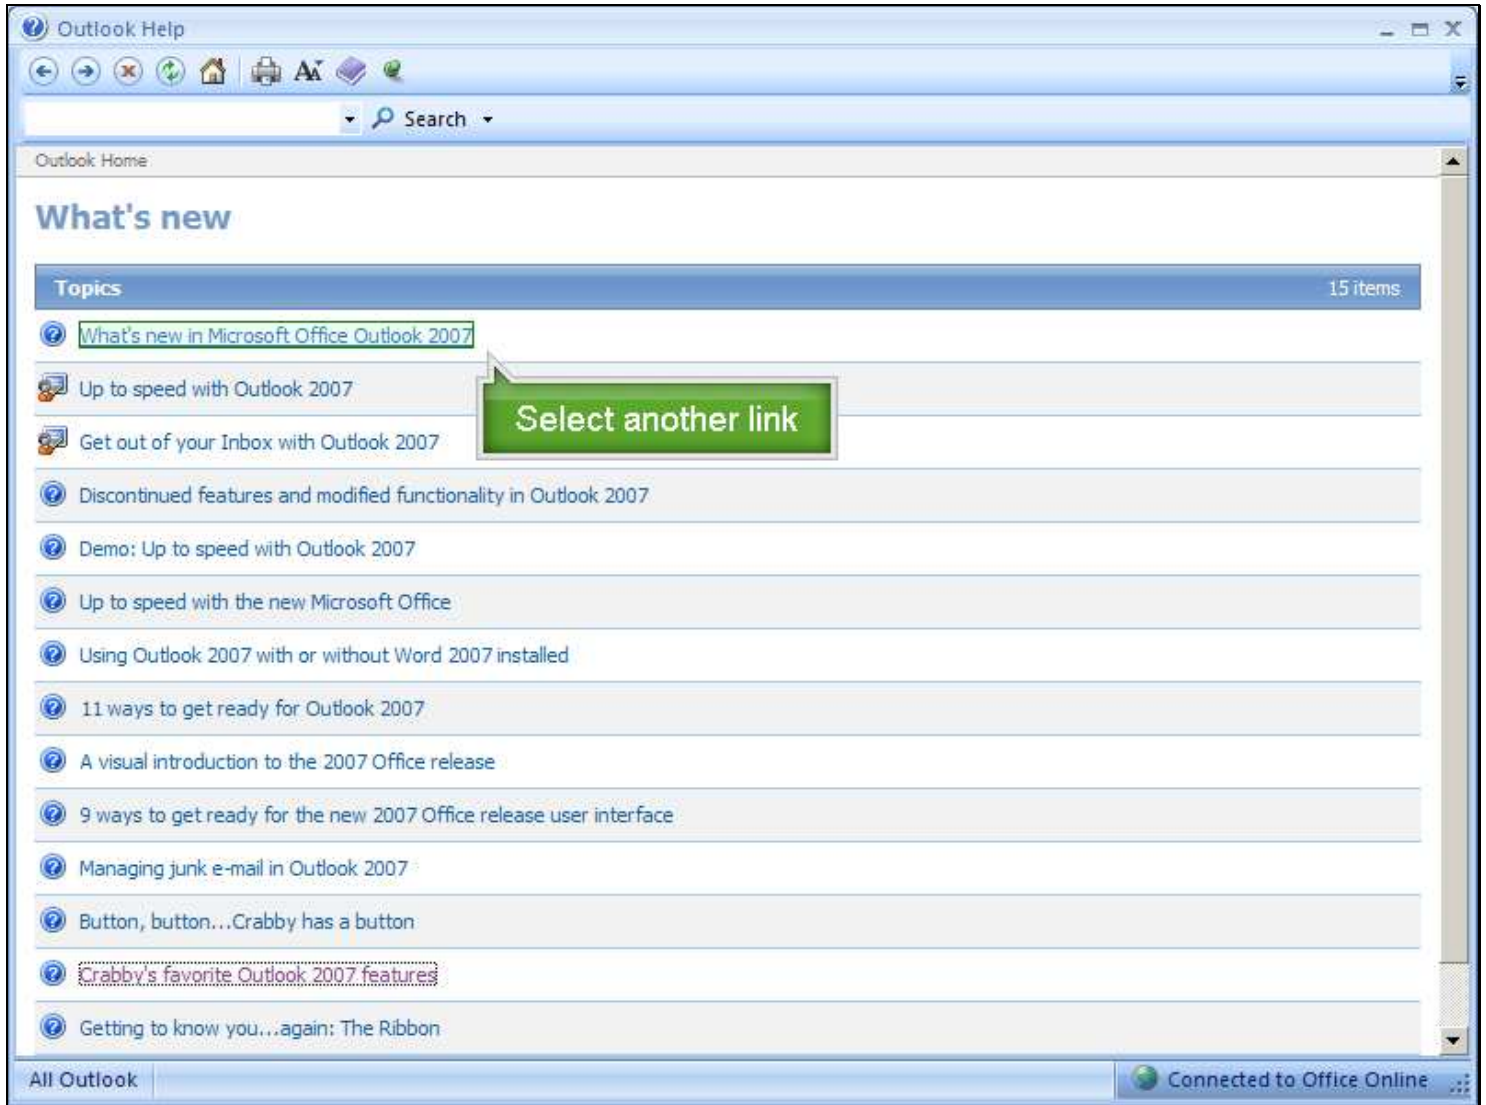 Outlook Help
Search
Outlook Home
What's new
Topics 15 items
What's new in Microsoft Office Outlook 2007
Up to speed with Outlook 2007
Select another link
Get out of your Inbox with Outlook 2007
Discontinued features and modified functionality in Outlook 2007
Demo: Up to speed with Outlook 2007
Up to speed with the new Microsoft Office
Using Outlook 2007 with or without Word 2007 installed
11 ways to get ready for Outlook 2007
A visual introduction to the 2007 Office release
9 ways to get ready for the new 2007 Office release user interface
Managing junk e-mail in Outlook 2007
Button, button...Crabby has a button
Crabby's favorite Outlook 2007 features
Getting to know you...again: The Ribbon
All Outlook Connected to Office Online